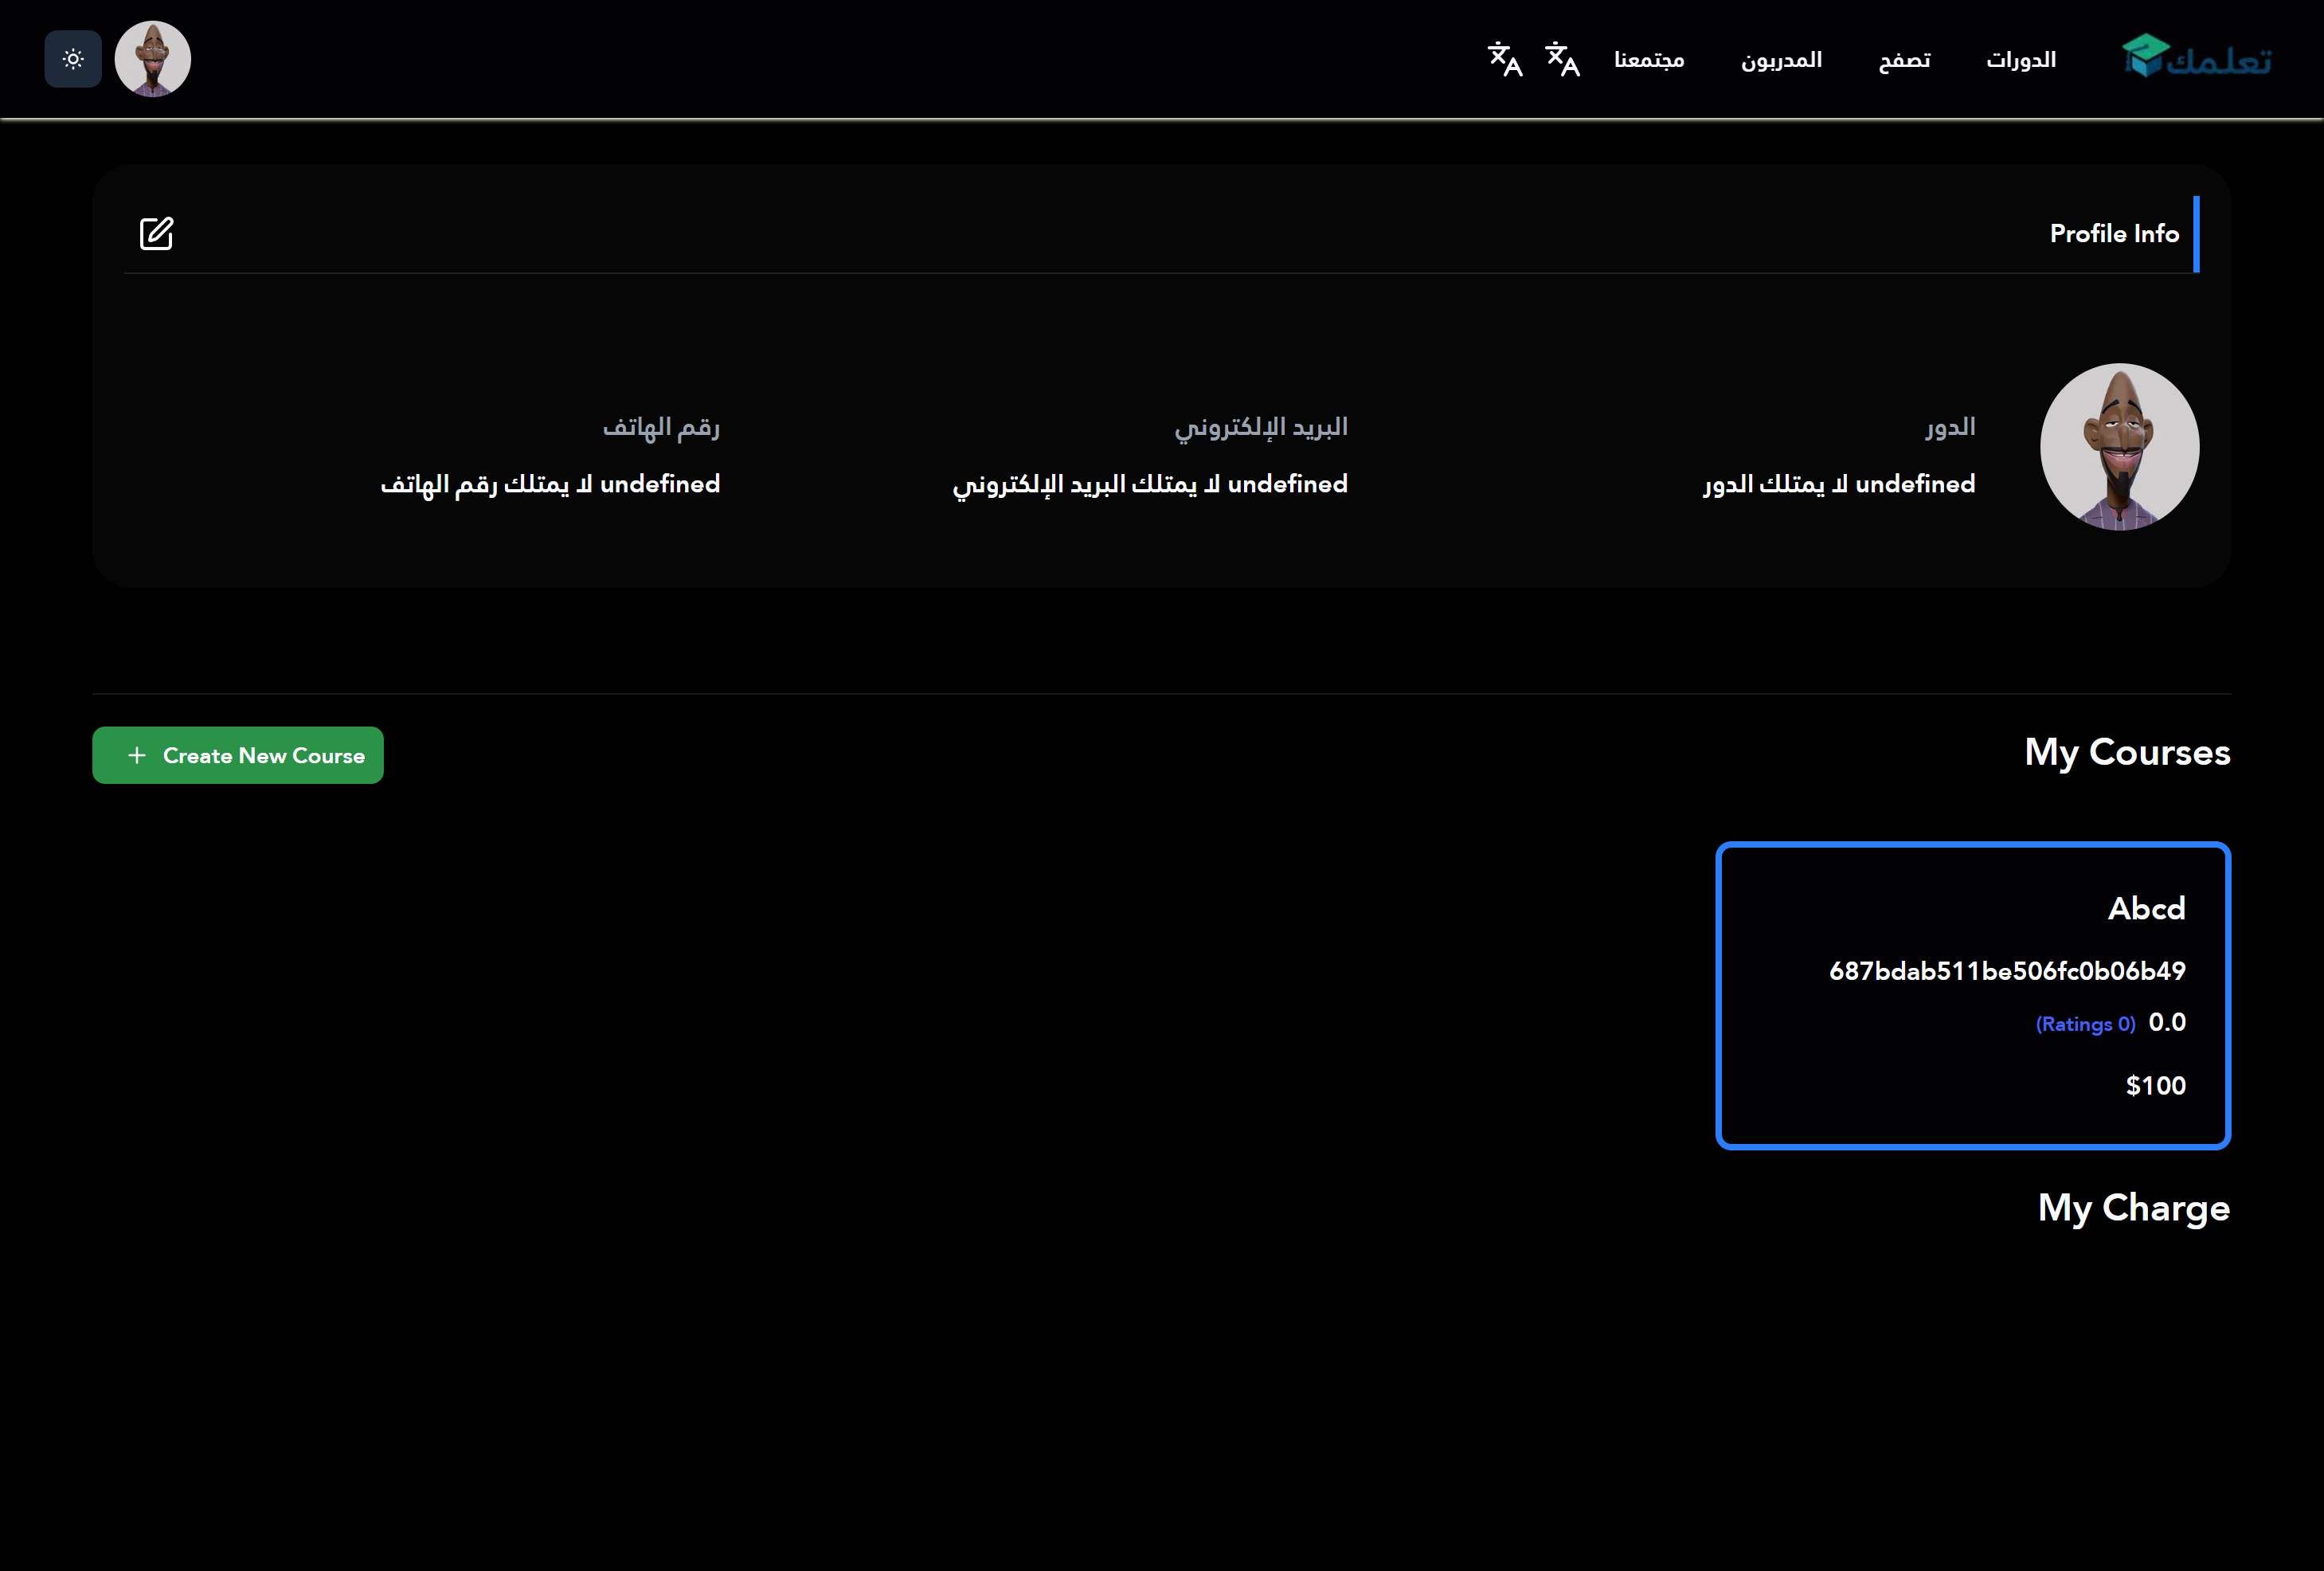 تعلمك
الدورات
تصفح
المدربون
مجتمعنا
Profile Info
الدور
undefined لا يمتلك الدور
البريد الإلكتروني
undefined لا يمتلك البريد الإلكتروني
رقم الهاتف
undefined لا يمتلك رقم الهاتف
My Courses
Create New Course
Abcd
687bdab511be506fc0b06b49
0.0 (Ratings 0)
$100
My Charge